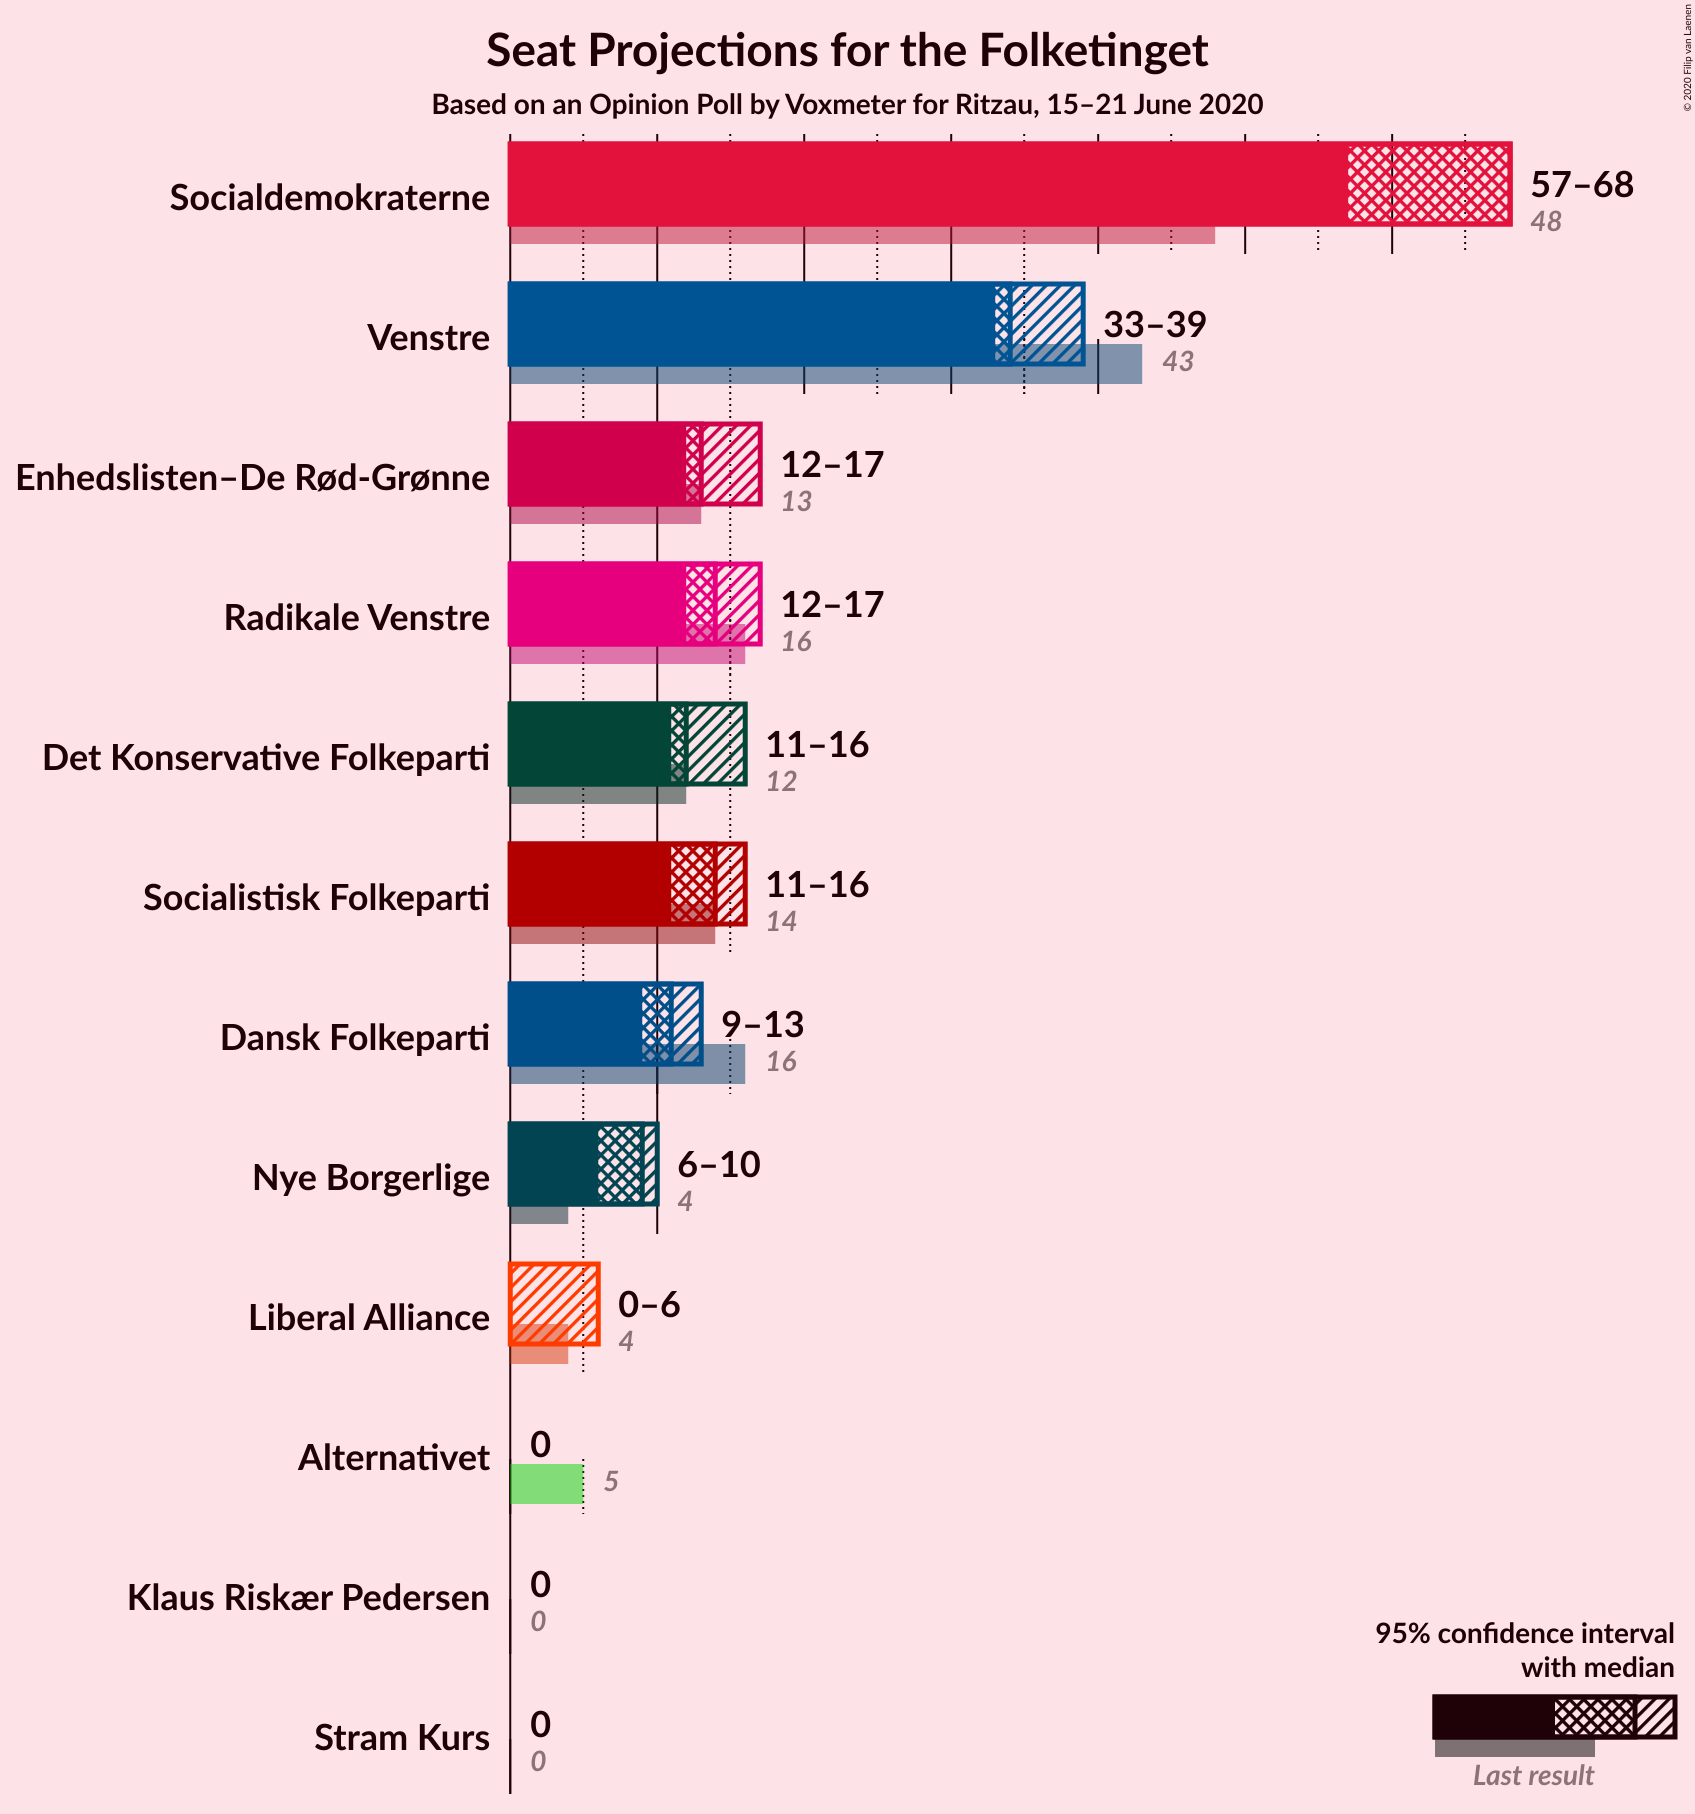 Seat Projections for the Folketinget
Based on an Opinion Poll by Voxmeter for Ritzau, 15–21 June 2020
© 2020 Filip van Laenen
Socialdemokraterne
57–68
48
Venstre
33–39
43
Enhedslisten–De Rød-Grønne
12–17
13
Radikale Venstre
12–17
16
Det Konservative Folkeparti
11–16
12
Socialistisk Folkeparti
11–16
14
Dansk Folkeparti
9–13
16
Nye Borgerlige
6–10
4
Liberal Alliance
0–6
4
Alternativet
0
5
Klaus Riskær Pedersen
0
0
Stram Kurs
0
0
95% confidence interval
with median
Last result